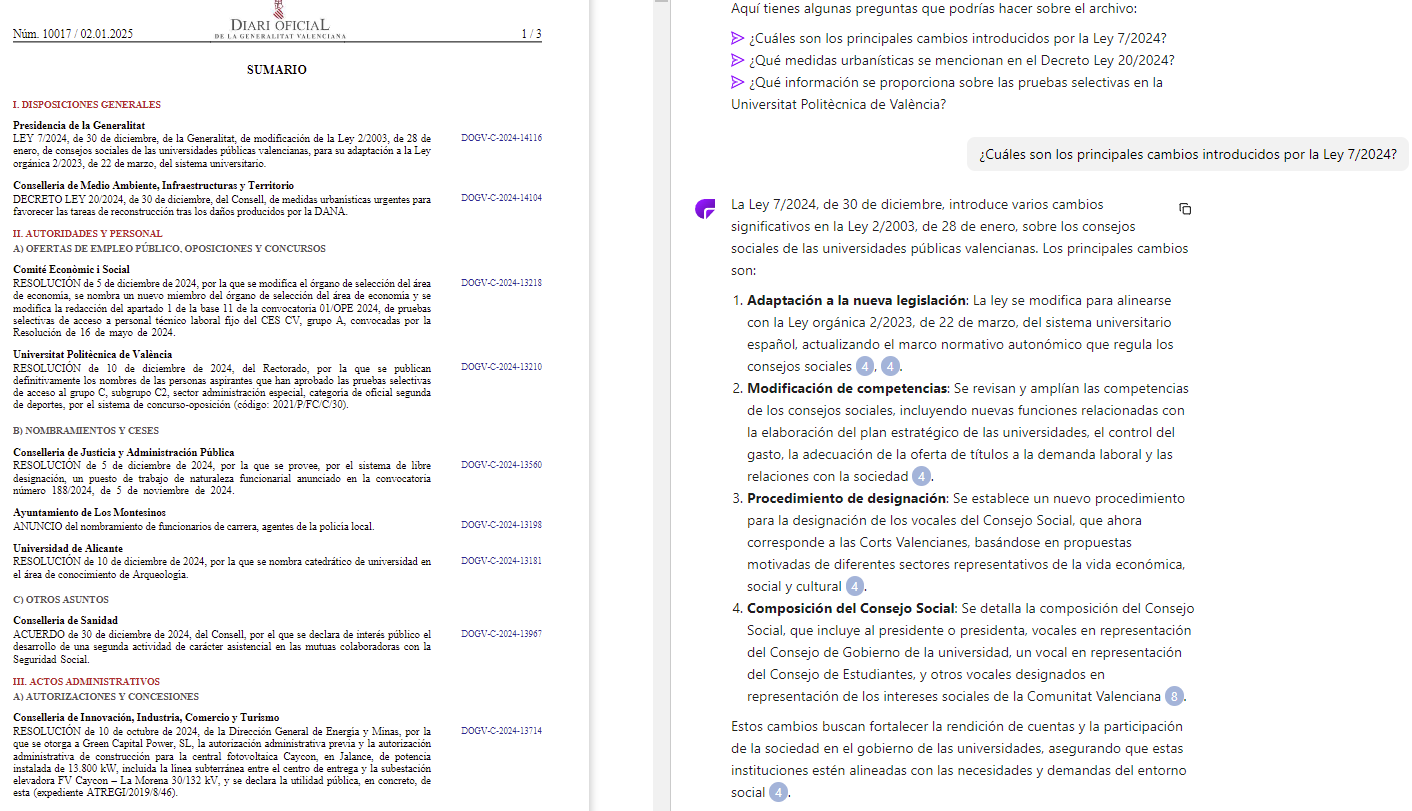 DIARI OFICIAL
DE LA GENERALITAT VALENCIANA
Núm. 10017 / 02.01.2025
1 / 3
SUMARIO
I. DISPOSICIONES GENERALES
Presidencia de la Generalitat
LEY 7/2024, de 30 de diciembre, de la Generalitat, de modificación de la Ley 2/2003, de 28 de
enero, de consejos sociales de las universidades públicas valencianas, para su adaptación a la Ley
orgánica 2/2023, de 22 de marzo, del sistema universitario.
DOGV-C-2024-14116
Conselleria de Medio Ambiente, Infraestructuras y Territorio
DECRETO LEY 20/2024, de 30 de diciembre, del Consell, de medidas urbanísticas urgentes para
favorecer las tareas de reconstrucción tras los daños producidos por la DANA.
DOGV-C-2024-14104
II. AUTORIDADES Y PERSONAL
A) OFERTAS DE EMPLEO PÚBLICO, OPOSICIONES Y CONCURSOS
Comité Econòmic i Social
RESOLUCIÓN de 5 de diciembre de 2024, por la que se modifica el órgano de selección del área
de economía, se nombra un nuevo miembro del órgano de selección del área de economía y se
modifica la redacción del apartado 1 de la base 11 de la convocatoria 01/OPE 2024, de pruebas
selectivas de acceso a personal técnico laboral fijo del CES CV, grupo A, convocadas por la
Resolución de 16 de mayo de 2024.
DOGV-C-2024-13218
Universitat Politècnica de València
RESOLUCIÓN de 10 de diciembre de 2024, del Rectorado, por la que se publican
definitivamente los nombres de las personas aspirantes que han aprobado las pruebas selectivas
de acceso al grupo C, subgrupo C2, sector administración especial, categoria de oficial segunda
de deportes, por el sistema de concurso-oposición (código: 2021/P/FC/C/30).
DOGV-C-2024-13210
B) NOMBRAMIENTOS Y CESES
Conselleria de Justicia y Administración Pública
RESOLUCIÓN de 5 de diciembre de 2024, por la que se provee, por el sistema de libre
designación, un puesto de trabajo de naturaleza funcionarial anunciado en la convocatoria
número 188/2024, de 5 de noviembre de 2024.
DOGV-C-2024-13560
Ayuntamiento de Los Montesinos
ANUNCIO del nombramiento de funcionarios de carrera, agentes de la policía local.
DOGV-C-2024-13198
Universidad de Alicante
RESOLUCIÓN de 10 de diciembre de 2024, por la que se nombra catedrático de universidad en
el área de conocimiento de Arqueología.
DOGV-C-2024-13181
C) OTROS ASUNTOS
Conselleria de Sanidad
ACUERDO de 30 de diciembre de 2024, del Consell, por el que se declara de interés público el
desarrollo de una segunda actividad de carácter asistencial en las mutuas colaboradoras con la
Seguridad Social.
DOGV-C-2024-13967
III. ACTOS ADMINISTRATIVOS
A) AUTORIZACIONES Y CONCESIONES
Conselleria de Innovación, Industria, Comercio y Turismo
RESOLUCIÓN de 10 de octubre de 2024, de la Dirección General de Energía y Minas, por la
que se otorga a Green Capital Power, SL, la autorización administrativa previa y la autorización
administrativa de construcción para la central fotovoltaica Caycon, en Jalance, de potencia
instalada de 13.800 kW, incluida la línea subterránea entre el centro de entrega y la subestación
elevadora FV Caycon – La Morena 30/132 kV, y se declara la utilidad pública, en concreto, de
esta (expediente ATREGI/2019/8/46).
DOGV-C-2024-13714
Aquí tienes algunas preguntas que podrías hacer sobre el archivo:
¿Cuáles son los principales cambios introducidos por la Ley 7/2024?
¿Qué medidas urbanísticas se mencionan en el Decreto Ley 20/2024?
¿Qué información se proporciona sobre las pruebas selectivas en la
Universitat Politècnica de València?
¿Cuáles son los principales cambios introducidos por la Ley 7/2024?
La Ley 7/2024, de 30 de diciembre, introduce varios cambios
significativos en la Ley 2/2003, de 28 de enero, sobre los consejos
sociales de las universidades públicas valencianas. Los principales cambios
son:
1. Adaptación a la nueva legislación: La ley se modifica para alinearse
con la Ley orgánica 2/2023, de 22 de marzo, del sistema universitario
español, actualizando el marco normativo autonómico que regula los
consejos sociales 4, 4.
2. Modificación de competencias: Se revisan y amplían las competencias
de los consejos sociales, incluyendo nuevas funciones relacionadas con
la elaboración del plan estratégico de las universidades, el control del
gasto, la adecuación de la oferta de títulos a la demanda laboral y las
relaciones con la sociedad 4.
3. Procedimiento de designación: Se establece un nuevo procedimiento
para la designación de los vocales del Consejo Social, que ahora
corresponde a las Corts Valencianes, basándose en propuestas
motivadas de diferentes sectores representativos de la vida económica,
social y cultural 4.
4. Composición del Consejo Social: Se detalla la composición del Consejo
Social, que incluye al presidente o presidenta, vocales en representación
del Consejo de Gobierno de la universidad, un vocal en representación
del Consejo de Estudiantes, y otros vocales designados en
representación de los intereses sociales de la Comunitat Valenciana 8.
Estos cambios buscan fortalecer la rendición de cuentas y la participación
de la sociedad en el gobierno de las universidades, asegurando que estas
instituciones estén alineadas con las necesidades y demandas del entorno
social 4.